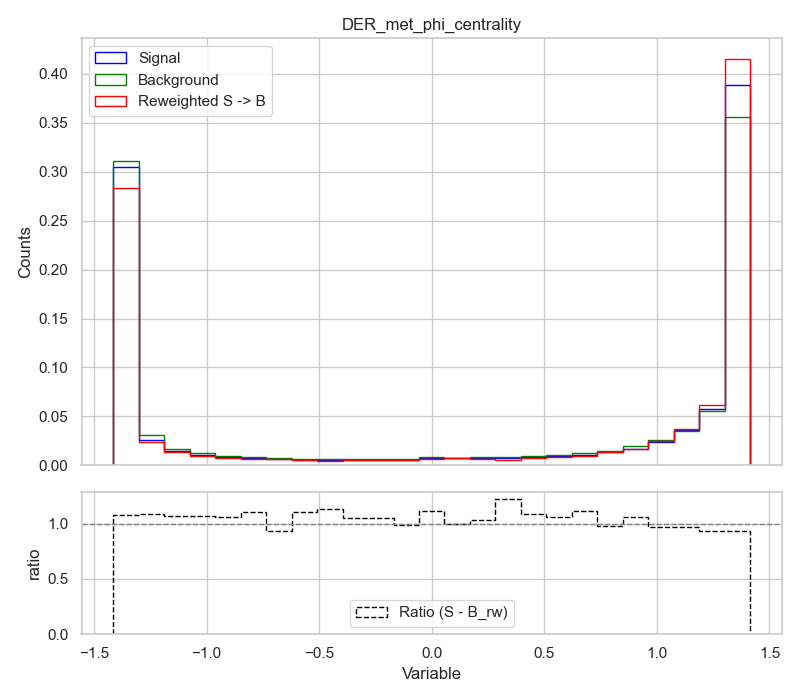 DER_met_phi_centrality
Signal
Background
Reweighted S -> B
Counts
0.40
0.35
0.30
0.25
0.20
0.15
0.10
0.05
0.00
ratio
1.0
0.5
0.0
Ratio (S - B_rw)
−1.5 −1.0 −0.5 0.0 0.5 1.0 1.5
Variable